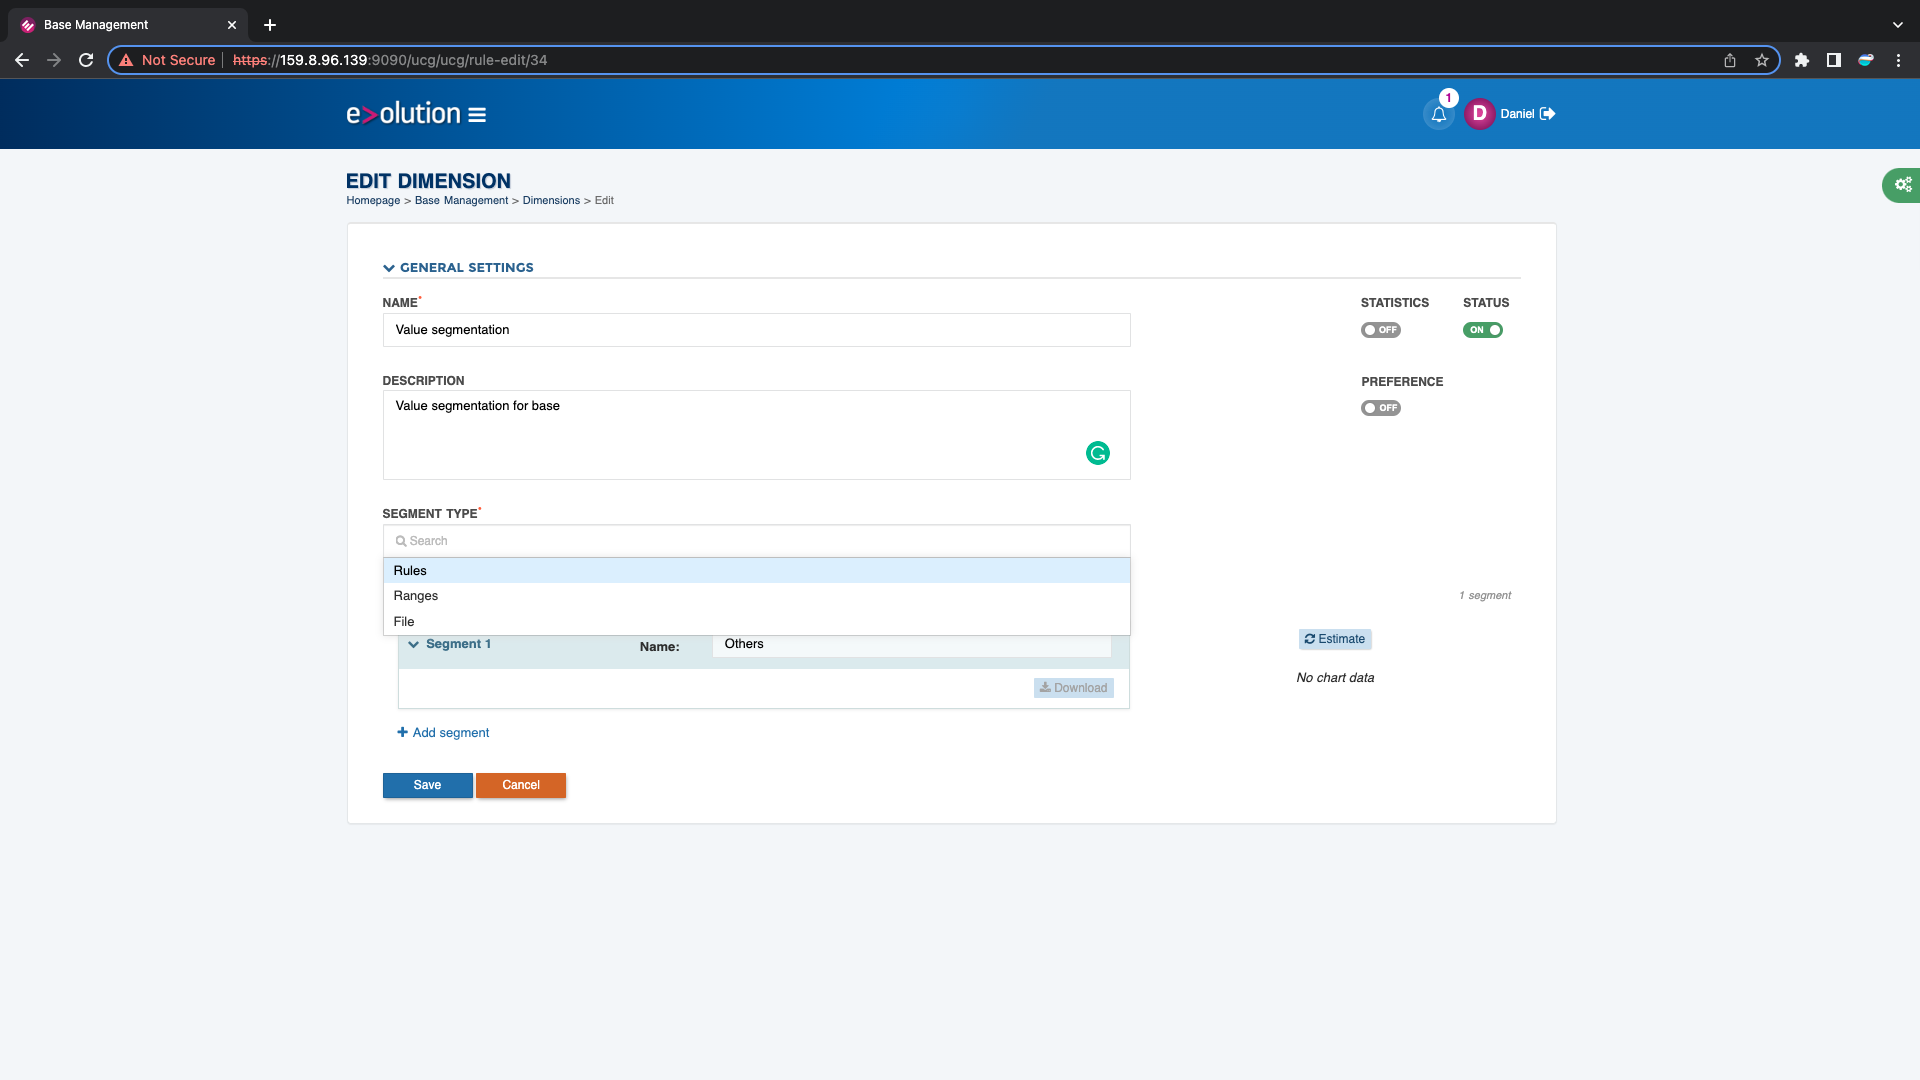 Base Management
Not Secure https://159.8.96.139:9090/ucg/ucg/rule-edit/34
e>olution
1
D Daniel
EDIT DIMENSION
Homepage > Base Management > Dimensions > Edit
GENERAL SETTINGS
NAME*
STATISTICS STATUS
Value segmentation
OFF ON
DESCRIPTION
PREFERENCE
Value segmentation for base
OFF
SEGMENT TYPE*
Search
Rules
Ranges
File
1 segment
Segment 1 Name: Others
Estimate
No chart data
Download
+ Add segment
Save Cancel